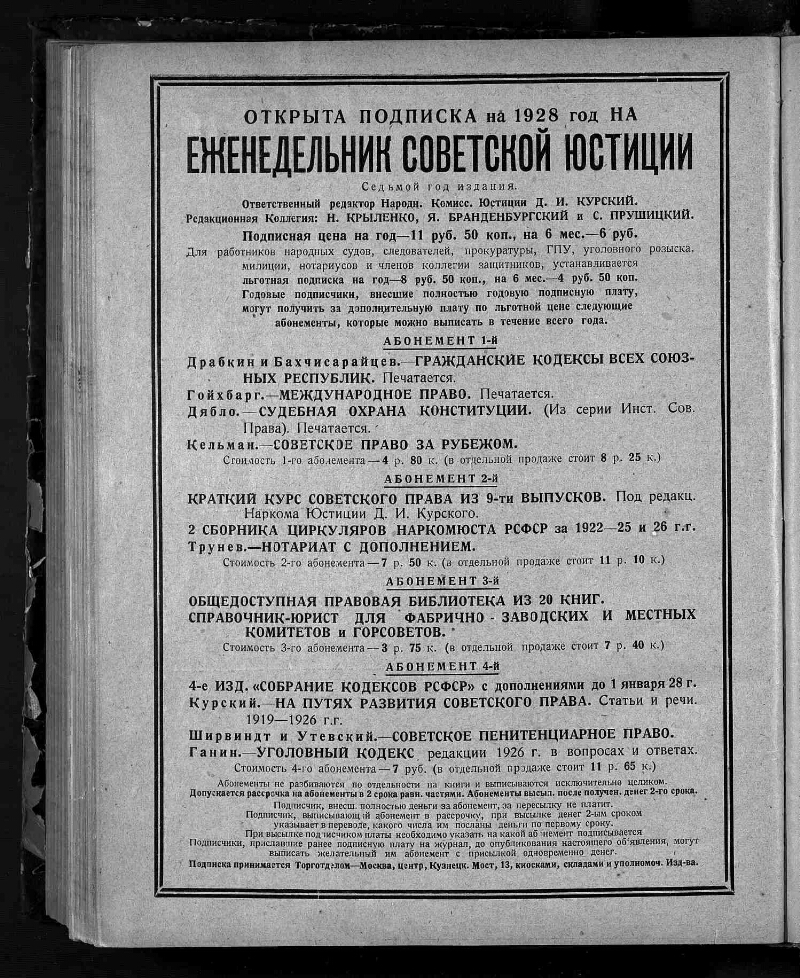 ОТКРЫТА ПОДПИСКА на 1928 год НА
ЕЖЕНЕДЕЛЬНИК СОВЕТСКОЙ ЮСТИЦИИ
Седьмой год издания.
Ответственный редактор Народн. Комисс. Юстиции Д. И. КУРСКИЙ.
Редакционная Коллегия: Н. КРЫЛЕНКО, Я. БРАНДЕНБУРГСКИЙ и С. ПРУШИЦКИЙ.
Подписная цена на год—11 руб. 50 коп., на 6 мес.—6 руб.
Для работников народных судов, следователей, прокуратуры, ГПУ, уголовного розыска,
милиции, нотариусов и членов коллегии защитников, устанавливается
льготная подписка на год—8 руб. 50 коп., на 6 мес.—4 руб. 50 коп.
Годовые подписчики, внесшие полностью годовую подписную плату,
могут получить за дополнительную плату по льготной цене следующие
абонементы, которые можно выписать в течение всего года.
АБОНЕМЕНТ 1-й
Драбкин и Бахчисарайцев.—ГРАЖДАНСКИЕ КОДЕКСЫ ВСЕХ СОЮЗ-
НЫХ РЕСПУБЛИК. Печатается.
Гойхбарг.—МЕЖДУНАРОДНОЕ ПРАВО. Печатается.
Дябло.—СУДЕБНАЯ ОХРАНА КОНСТИТУЦИИ. (Из серии Инст. Сов.
Права). Печатается.
Кельман.—СОВЕТСКОЕ ПРАВО ЗА РУБЕЖОМ.
Стоимость 1-го абонемента—4 р. 80 к. (в отдельной продаже стоит 8 р. 25 к.)
АБОНЕМЕНТ 2-й
КРАТКИЙ КУРС СОВЕТСКОГО ПРАВА ИЗ 9-ти ВЫПУСКОВ. Под редакц.
Наркома Юстиции Д. И. Курского.
2 СБОРНИКА ЦИРКУЛЯРОВ НАРКОМЮСТА РСФСР за 1922—25 и 26 г.г.
Трунев.—НОТАРИАТ С ДОПОЛНЕНИЕМ.
Стоимость 2-го абонемента—7 р. 50 к. (в отдельной продаже стоит 11 р. 10 к.)
АБОНЕМЕНТ 3-й
ОБЩЕДОСТУПНАЯ ПРАВОВАЯ БИБЛИОТЕКА ИЗ 20 КНИГ.
СПРАВОЧНИК-ЮРИСТ ДЛЯ ФАБРИЧНО-ЗАВОДСКИХ И МЕСТНЫХ
КОМИТЕТОВ и ГОРСОВЕТОВ.
Стоимость 3-го абонемента—3 р. 75 к. (в отдельной продаже стоит 7 р. 40 к.)
АБОНЕМЕНТ 4-й
4-е ИЗД. «СОБРАНИЕ КОДЕКСОВ РСФСР» с дополнениями до 1 января 28 г.
Курский.—НА ПУТЯХ РАЗВИТИЯ СОВЕТСКОГО ПРАВА. Статьи и речи.
1919—1926 г.г.
Ширвиндт и Утевский.—СОВЕТСКОЕ ПЕНИТЕНЦИАРНОЕ ПРАВО.
Ганин.—УГОЛОВНЫЙ КОДЕКС редакции 1926 г. в вопросах и ответах.
Стоимость 4-го абонемента—7 руб. (в отдельной продаже стоит 11 р. 65 к.)
Абонементы не разбиваются по отдельности на книги и выписываются исключительно целиком.
Допускается рассрочка на абонементы в 2 срока равн. частями. Абонементы высыл. после получен. денег 2-го срока.
Подписчик, внесш. полностью деньги за абонемент, за пересылку не платит.
Подписчик, выписывающий абонемент в рассрочку, при высылке денег 2-ым сроком
указывает в переводе, какого числа им посланы деньги по первому сроку.
При высылке подписчиком платы необходимо указать на какой абонемент подписывается
Подписчики, приславшие ранее подписную плату на журнал, до опубликования настоящего об'явления, могут
выписать желательный им абонемент с присылкой одновременно денег.
Подписка принимается Торготделом—Москва, центр, Кузнецк. Мост, 13, киосками, складами и уполномоч. Изд-ва.